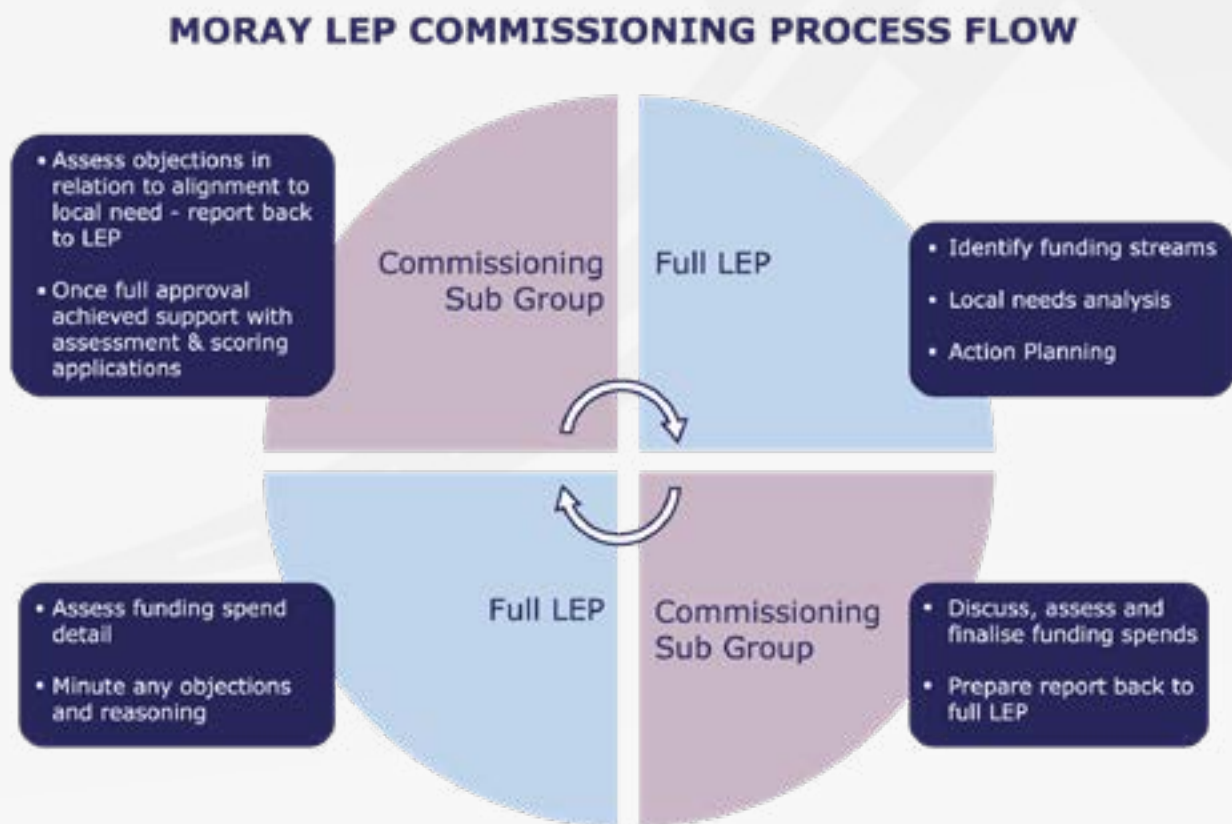 MORAY LEP COMMISSIONING PROCESS FLOW
• Assess objections in
relation to alignment to
local need - report back
to LEP
• Once full approval
achieved support with
assessment & scoring
applications
Commissioning
Sub Group
Full LEP
• Identify funding streams
• Local needs analysis
• Action Planning
• Assess funding spend
detail
• Minute any objections
and reasoning
Full LEP
Commissioning
Sub Group
• Discuss, assess and
finalise funding spends
• Prepare report back to
full LEP